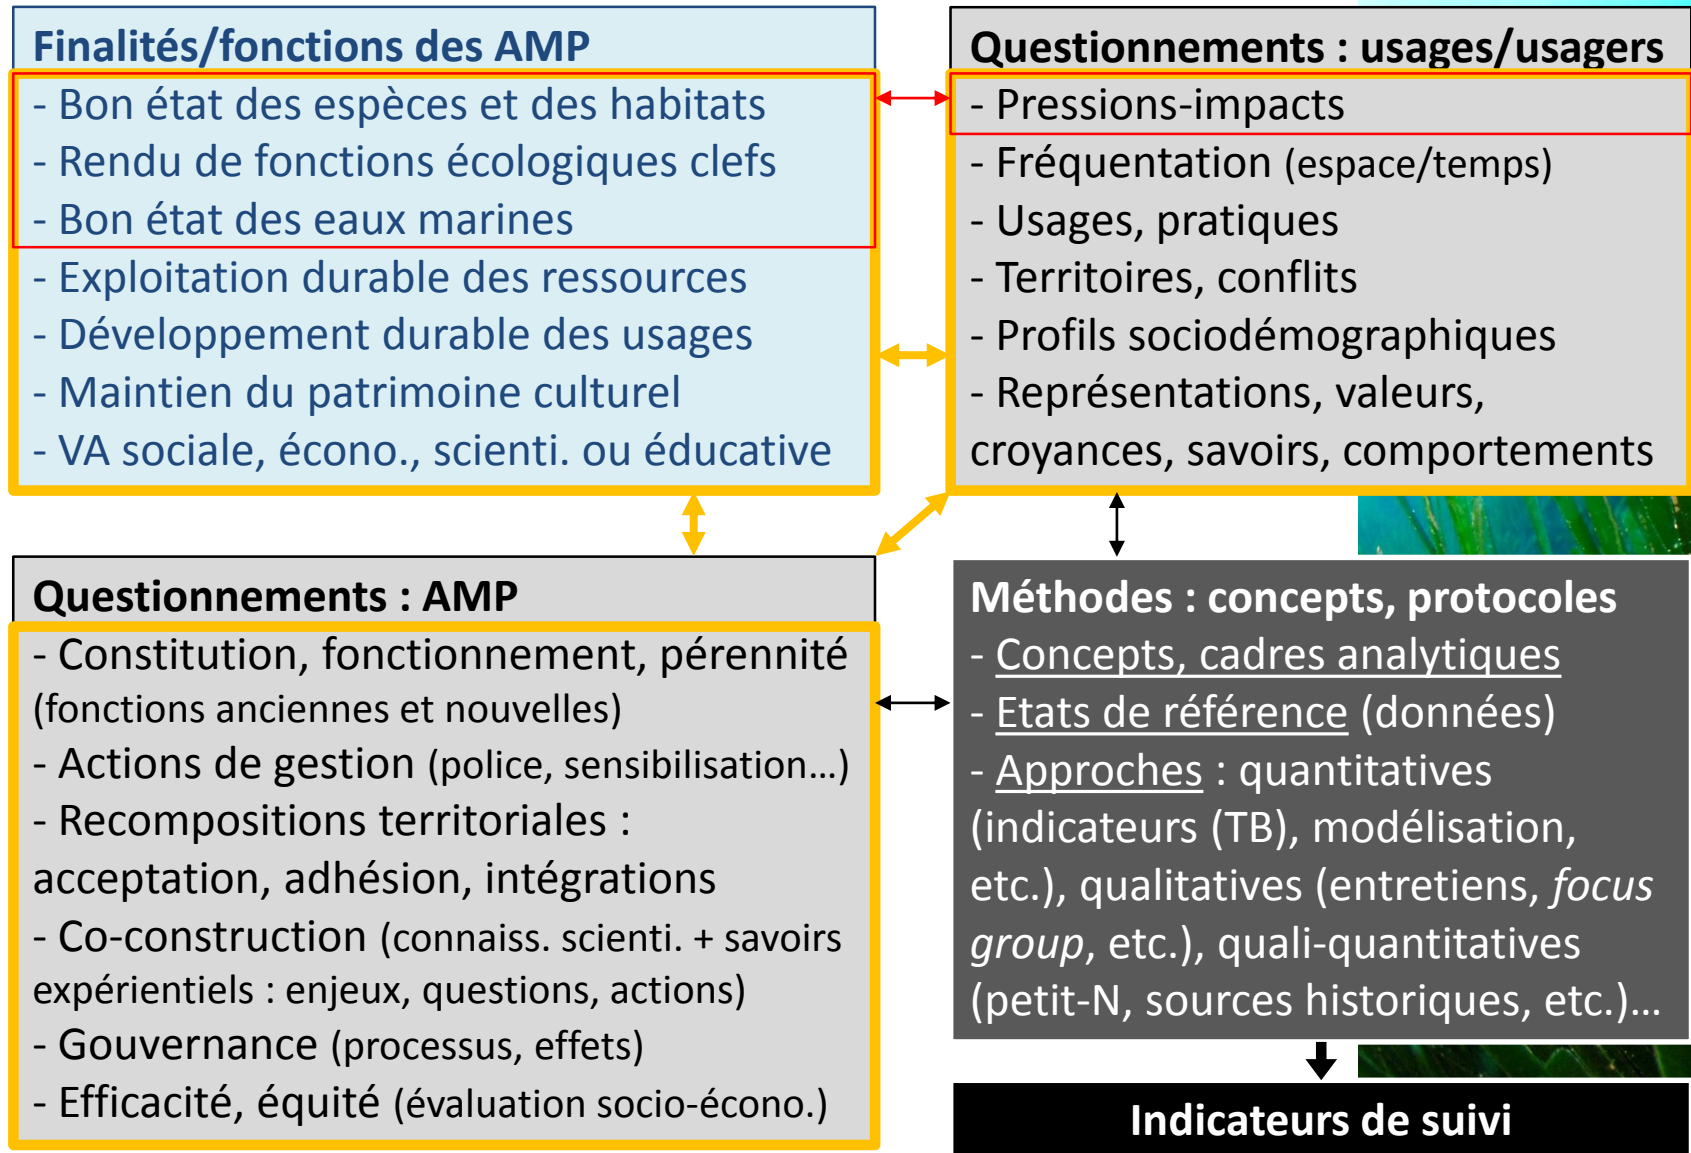 Finalités/fonctions des AMP
- Bon état des espèces et des habitats
- Rendu de fonctions écologiques clefs
- Bon état des eaux marines
- Exploitation durable des ressources
- Développement durable des usages
- Maintien du patrimoine culturel
- VA sociale, écono., scienti. ou éducative
Questionnements : usages/usagers
- Pressions-impacts
- Fréquentation (espace/temps)
- Usages, pratiques
- Territoires, conflits
- Profils sociodémographiques
- Représentations, valeurs,
croyances, savoirs, comportements
Questionnements : AMP
- Constitution, fonctionnement, pérennité
(fonctions anciennes et nouvelles)
- Actions de gestion (police, sensibilisation…)
- Recompositions territoriales :
acceptation, adhésion, intégrations
- Co-construction (connaiss. scienti. + savoirs
expérientiels : enjeux, questions, actions)
- Gouvernance (processus, effets)
- Efficacité, équité (évaluation socio-écono.)
Méthodes : concepts, protocoles
- Concepts, cadres analytiques
- Etats de référence (données)
- Approches : quantitatives
(indicateurs (TB), modélisation,
etc.), qualitatives (entretiens, focus
group, etc.), quali-quantitatives
(petit-N, sources historiques, etc.)…
Indicateurs de suivi